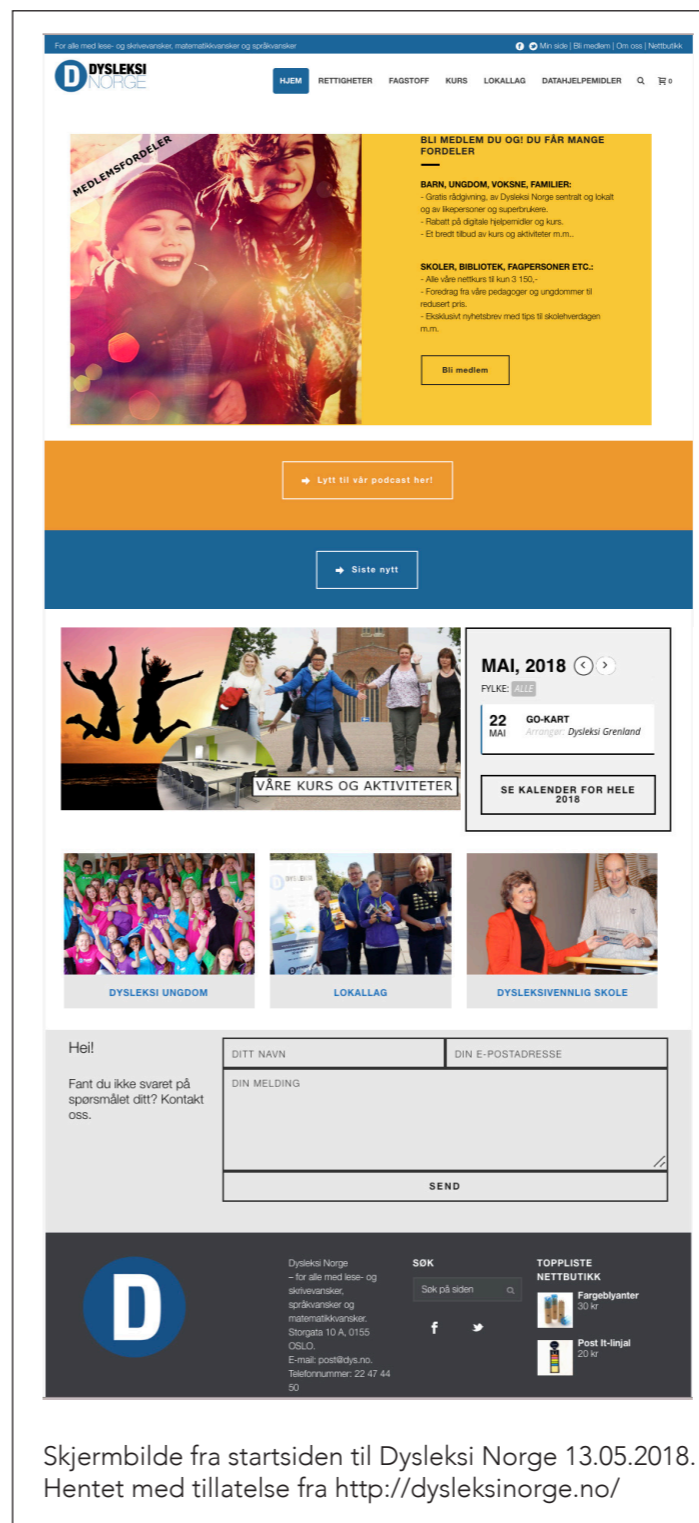 For alle med lese- og skrivevansker, matematikkvansker og språkvansker
Min side | Bli medlem | Om oss | Nettbutikk
D DYSLEKSI
NORGE
HJEM RETTIGHETER FAGSTOFF KURS LOKALLAG DATAHJELPEMIDLER 0
MEDLEMSFORDELER
BLI MEDLEM DU OG! DU FÅR MANGE
FORDELER
BARN, UNGDOM, VOKSNE, FAMILIER:
- Gratis rådgivning, av Dysleksi Norge sentralt og lokalt
og av likepersoner og superbrukere.
- Rabatt på digitale hjelpemidler og kurs.
- Et bredt tilbud av kurs og aktiviteter m.m..
SKOLER, BIBLIOTEK, FAGPERSONER ETC.:
- Alle våre nettkurs til kun 3 150,-
- Foredrag fra våre pedagoger og ungdommer til
redusert pris.
- Eksklusivt nyhetsbrev med tips til skolehverdagen
m.m.
Bli medlem
Lytt til vår podcast her!
Siste nytt
VÅRE KURS OG AKTIVITETER
MAI, 2018
FYLKE: ALLE
22 GO-KART
MAI Arrangør: Dysleksi Grenland
SE KALENDER FOR HELE
2018
DYSLEKSI UNGDOM
LOKALLAG
DYSLEKSIVENNLIG SKOLE
Hei!
Fant du ikke svaret på
spørsmålet ditt? Kontakt
oss.
DITT NAVN
DIN E-POSTADRESSE
DIN MELDING
SEND
D
Dysleksi Norge
– for alle med lese- og
skrivevansker,
språkvansker og
matematikkvansker.
Storgata 10 A, 0155
OSLO.
E-mail: post@dys.no.
Telefonnummer: 22 47 44
50
SØK
Søk på siden
TOPPLISTE
NETTBUTIKK
Fargeblyanter
30 kr
Post It-linjal
20 kr
Skjermbilde fra startsiden til Dysleksi Norge 13.05.2018.
Hentet med tillatelse fra http://dysleksinorge.no/